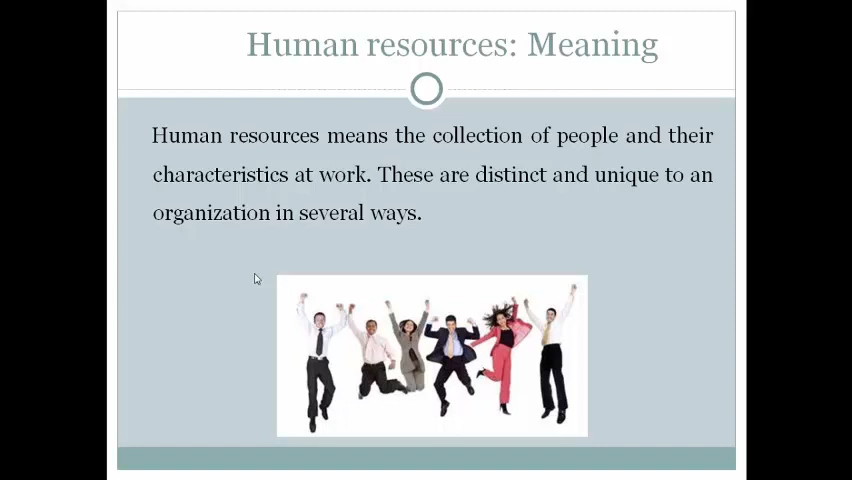 Human resources: Meaning
Human resources means the collection of people and their
characteristics at work. These are distinct and unique to an
organization in several ways.